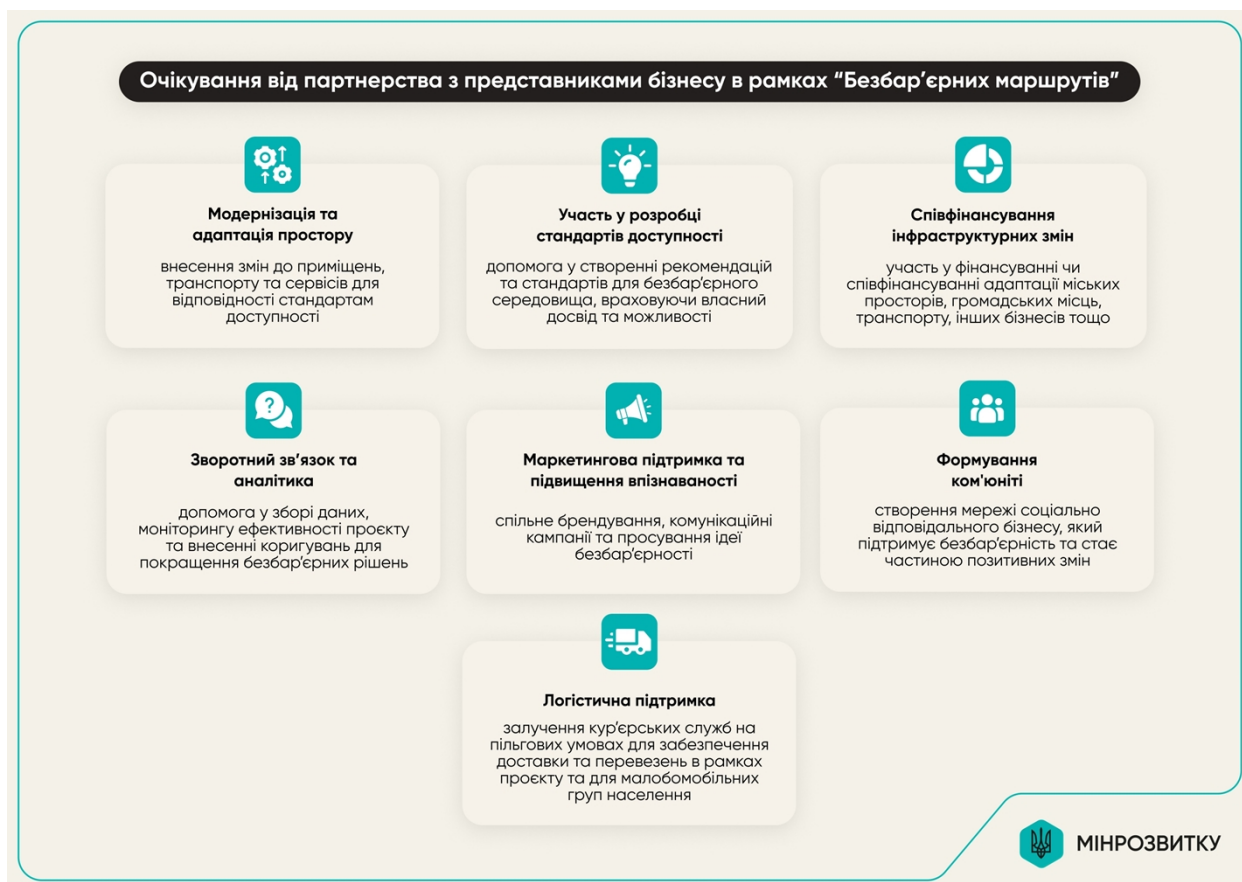 Очікування від партнерства з представниками бізнесу в рамках “Безбар’єрних маршрутів”
Модернізація та
адаптація простору
внесення змін до приміщень,
транспорту та сервісів для
відповідності стандартам
доступності
Участь у розробці
стандартів доступності
допомога у створенні рекомендацій
та стандартів для безбар’єрного
середовища, враховуючи власний
досвід та можливості
Співфінансування
інфраструктурних змін
участь у фінансуванні чи
співфінансуванні адаптації міських
просторів, громадських місць,
транспорту, інших бізнесів тощо
Зворотний зв’язок та
аналітика
допомога у зборі даних,
моніторингу ефективності проєкту
та внесенні коригувань для
покращення безбар’єрних рішень
Маркетингова підтримка та
підвищення впізнаваності
спільне брендування, комунікаційні
кампанії та просування ідеї
безбар’єрності
Формування
ком'юніті
створення мережі соціально
відповідального бізнесу, який
підтримує безбар’єрність та стає
частиною позитивних змін
Логістична підтримка
залучення кур’єрських служб на
пільгових умовах для забезпечення
доставки та перевезень в рамках
проєкту та для малобомобільних
груп населення
МІНРОЗВИТКУ